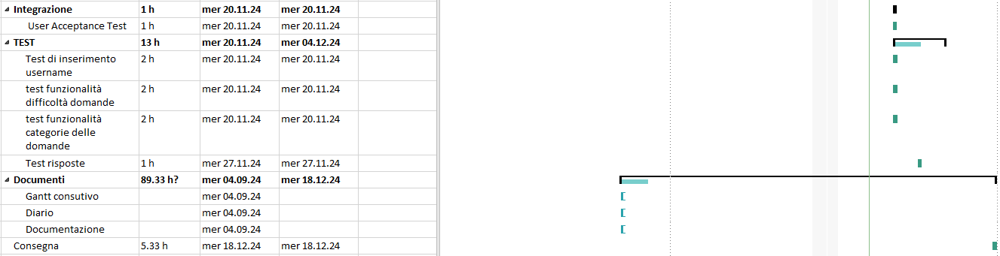 Integrazione 1 h mer 20.11.24 mer 20.11.24
User Acceptance Test 1 h mer 20.11.24 mer 20.11.24
TEST 13 h mer 20.11.24 mer 04.12.24
Test di inserimento username 2 h mer 20.11.24 mer 20.11.24
test funzionalità difficoltà domande 2 h mer 20.11.24 mer 20.11.24
test funzionalità categorie delle domande 2 h mer 20.11.24 mer 20.11.24
Test risposte 1 h mer 27.11.24 mer 27.11.24
Documenti 89.33 h? mer 04.09.24 mer 18.12.24
Gantt consutivo mer 04.09.24
Diario mer 04.09.24
Documentazione mer 04.09.24
Consegna 5.33 h mer 18.12.24 mer 18.12.24